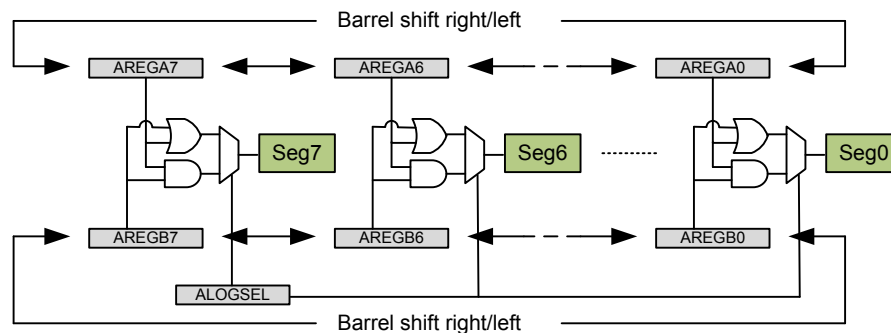 Barrel shift right/left
AREGA7
AREGA6
AREGA0
Seg7
Seg6
Seg0
AREGB7
AREGB6
AREGB0
ALOGSEL
Barrel shift right/left